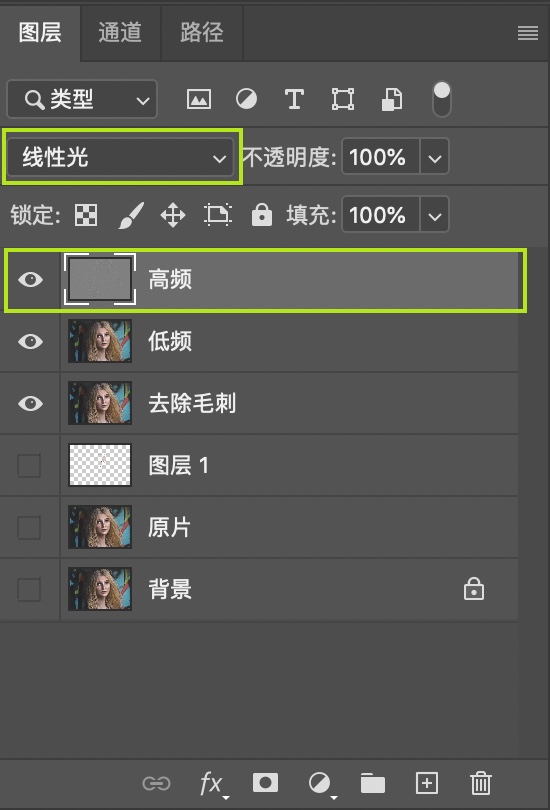 图层 通道 路径
类型 T
线性光 不透明度: 100%
锁定: 填充: 100%
高频
低频
去除毛刺
图层 1
原片
背景
fx